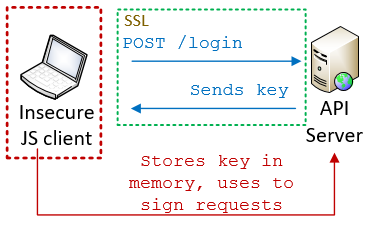 SSL
POST /login
Sends key
Insecure
JS client
API
Server
Stores key in
memory, uses to
sign requests